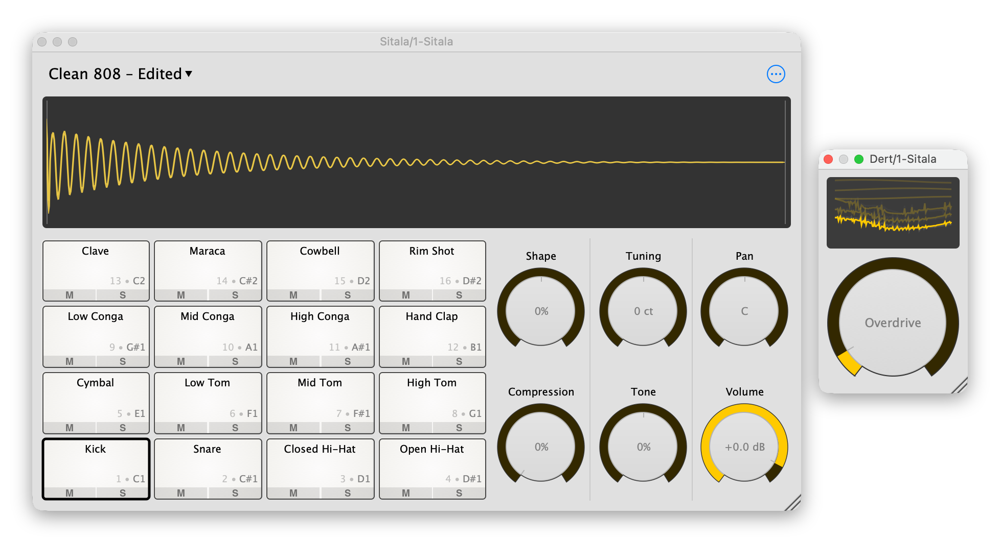 Sitala/1-Sitala
Clean 808 – Edited
Clave
13 • C2
M S
Maraca
14 • C#2
M S
Cowbell
15 • D2
M S
Rim Shot
16 • D#2
M S
Low Conga
9 • G#1
M S
Mid Conga
10 • A1
M S
High Conga
11 • A#1
M S
Hand Clap
12 • B1
M S
Cymbal
5 • E1
M S
Low Tom
6 • F1
M S
Mid Tom
7 • F#1
M S
High Tom
8 • G1
M S
Kick
1 • C1
M S
Snare
2 • C#1
M S
Closed Hi-Hat
3 • D1
M S
Open Hi-Hat
4 • D#1
M S
Shape
0%
Tuning
0 ct
Pan
C
Compression
0%
Tone
0%
Volume
+0.0 dB
Dert/1-Sitala
Overdrive